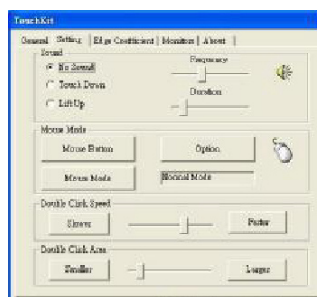 TouchKit
General Setting Edge Coefficient Monitors About
Sound
No Sound
Touch Down
Lift Up
Frequency
Duration
Mouse Mode
Mouse Button
Option
Mouse Mode
Normal Mode
Double Click Speed
Slower
Faster
Double Click Area
Smaller
Larger